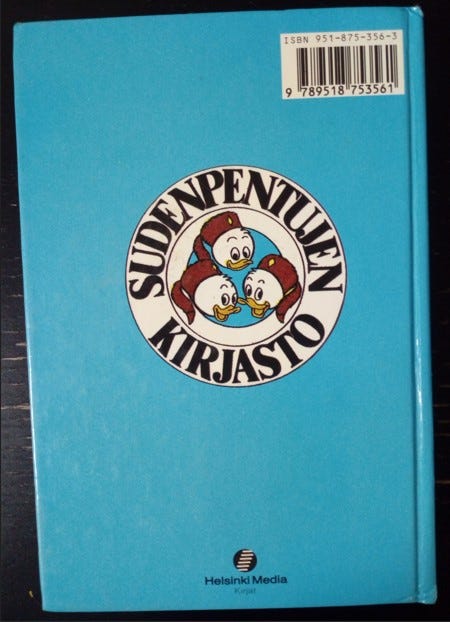 ISBN 951-875-356-3
9 789518 753561
SUDENPENTUJEN
KIRJASTO
Helsinki Media
Kirjat